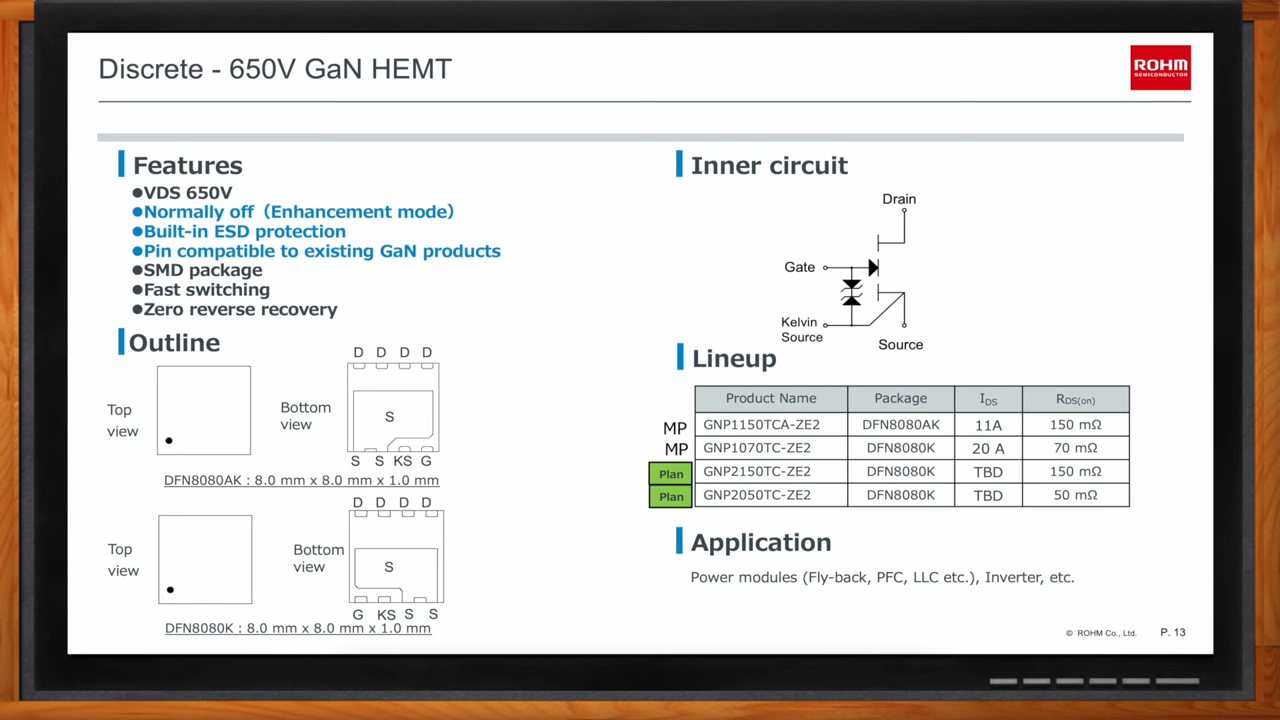 Discrete - 650V GaN HEMT
ROHM
SEMICONDUCTOR
Features
●VDS 650V
●Normally off（Enhancement mode）
●Built-in ESD protection
●Pin compatible to existing GaN products
●SMD package
●Fast switching
●Zero reverse recovery
Outline
Top view
Bottom view
D D D D
S
S S KS G
DFN8080AK : 8.0 mm x 8.0 mm x 1.0 mm
Top view
Bottom view
D D D D
S
G KS S S
DFN8080K : 8.0 mm x 8.0 mm x 1.0 mm
Inner circuit
Drain
Gate
Kelvin Source
Source
Lineup
Product Name Package IDS RDS(on)
MP GNP1150TCA-ZE2 DFN8080AK 11A 150 mΩ
MP GNP1070TC-ZE2 DFN8080K 20 A 70 mΩ
Plan GNP2150TC-ZE2 DFN8080K TBD 150 mΩ
Plan GNP2050TC-ZE2 DFN8080K TBD 50 mΩ
Application
Power modules (Fly-back, PFC, LLC etc.), Inverter, etc.
© ROHM Co., Ltd. P. 13